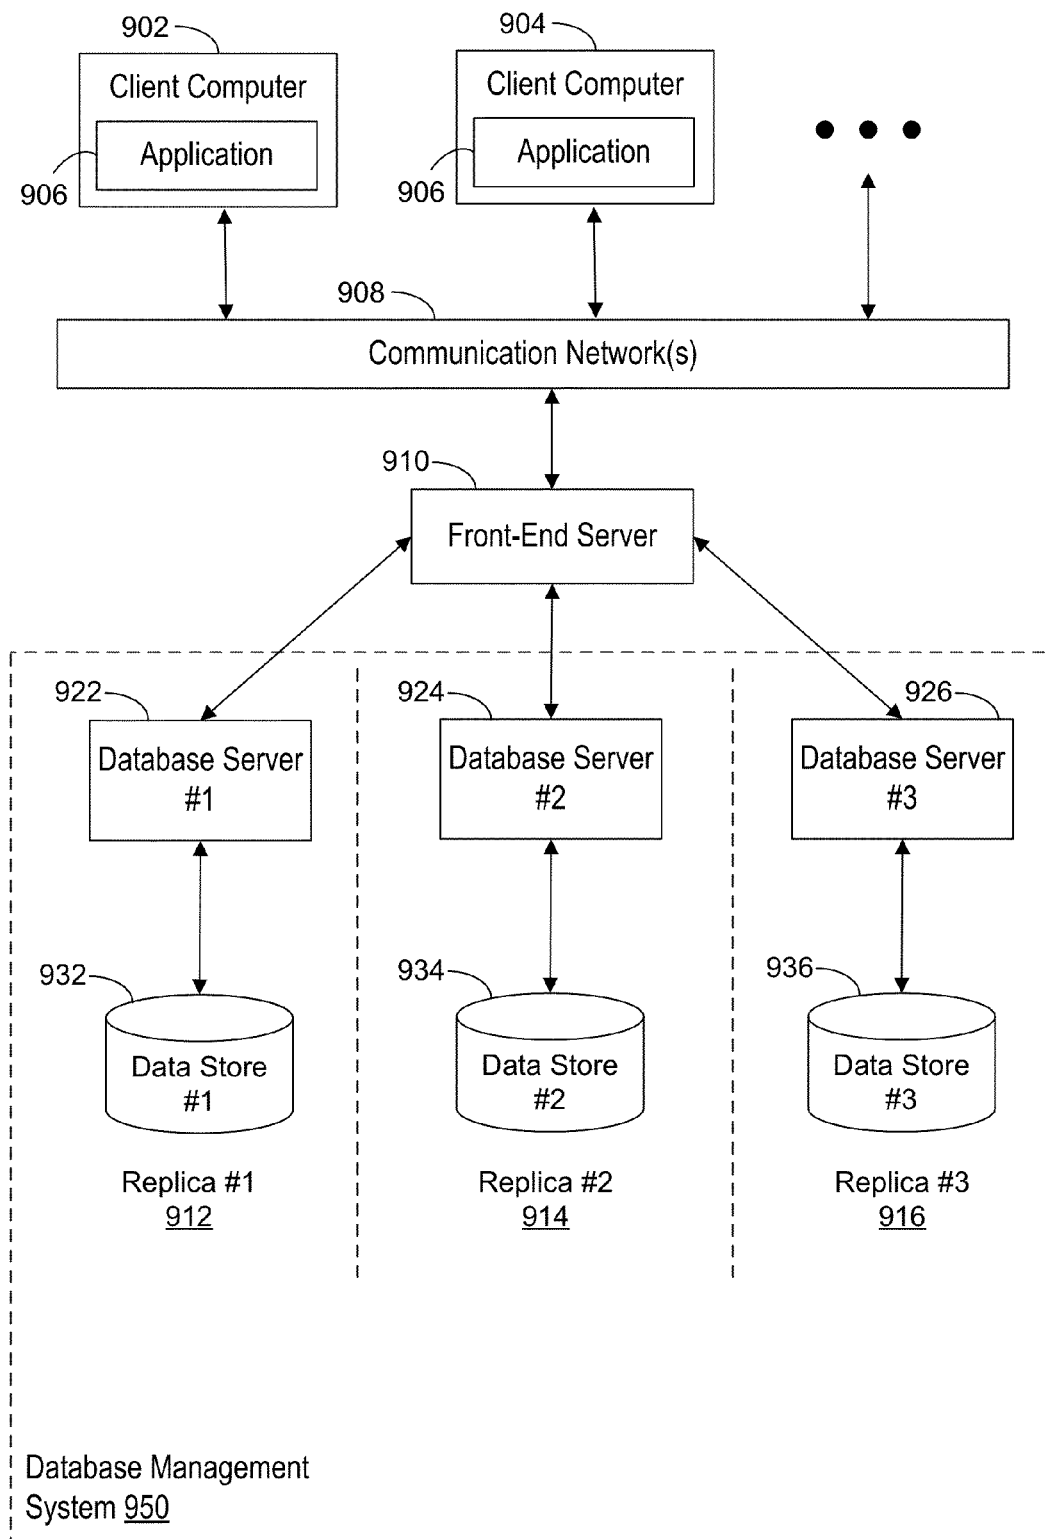 902
Client Computer
Application
906
904
Client Computer
Application
906
908
Communication Network(s)
910
Front-End Server
922
Database Server
#1
924
Database Server
#2
926
Database Server
#3
932
Data Store
#1
934
Data Store
#2
936
Data Store
#3
Replica #1
912
Replica #2
914
Replica #3
916
Database Management
System 950